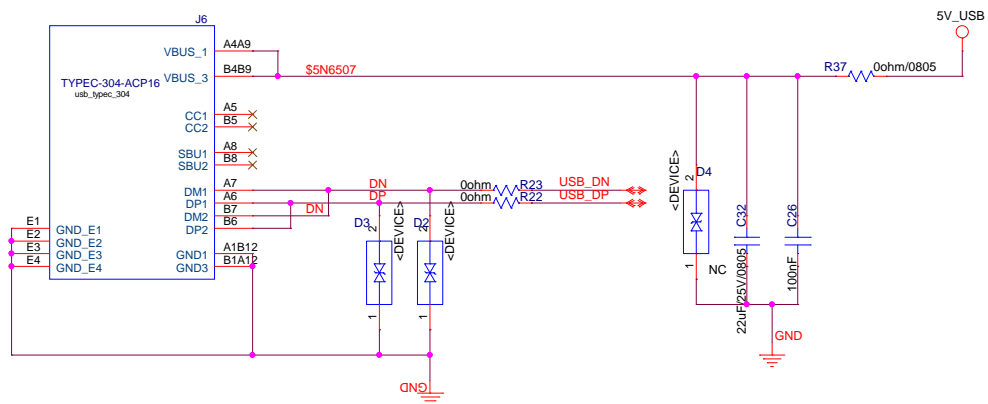 J6
5V_USB
TYPEC-304-ACP16
usb_typec_304
VBUS_1 A4A9
VBUS_3 B4B9
$5N6507
R37 0ohm/0805
CC1 A5
CC2 B5
SBU1 A8
SBU2 B8
DM1 A7
DP1 A6
DM2 B7
DP2 B6
GND1 A1B12
GND3 B1A12
E1 GND_E1
E2 GND_E2
E3 GND_E3
E4 GND_E4
DN 0ohm R23 USB_DN
DP 0ohm R22 USB_DP
DN
D3 2 <DEVICE> 1
D2 2 <DEVICE> 1
<DEVICE> 2 D4 1
NC
C32
22uF/25V/0805
C26
100nF
GND
GND